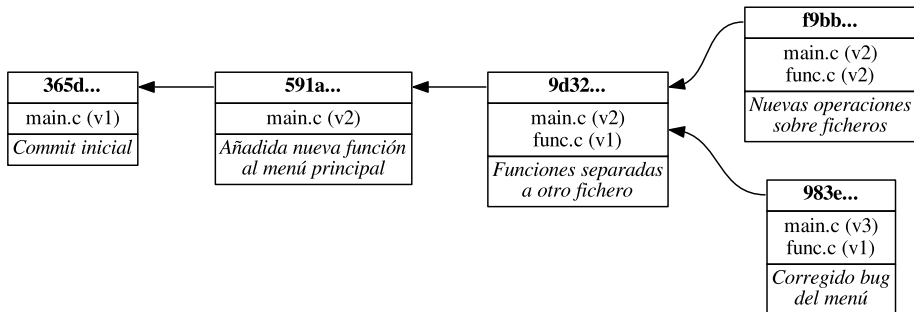 365d...
main.c (v1)
Commit inicial
591a...
main.c (v2)
Añadida nueva función
al menú principal
9d32...
main.c (v2)
func.c (v1)
Funciones separadas
a otro fichero
f9bb...
main.c (v2)
func.c (v2)
Nuevas operaciones
sobre ficheros
983e...
main.c (v3)
func.c (v1)
Corregido bug
del menú